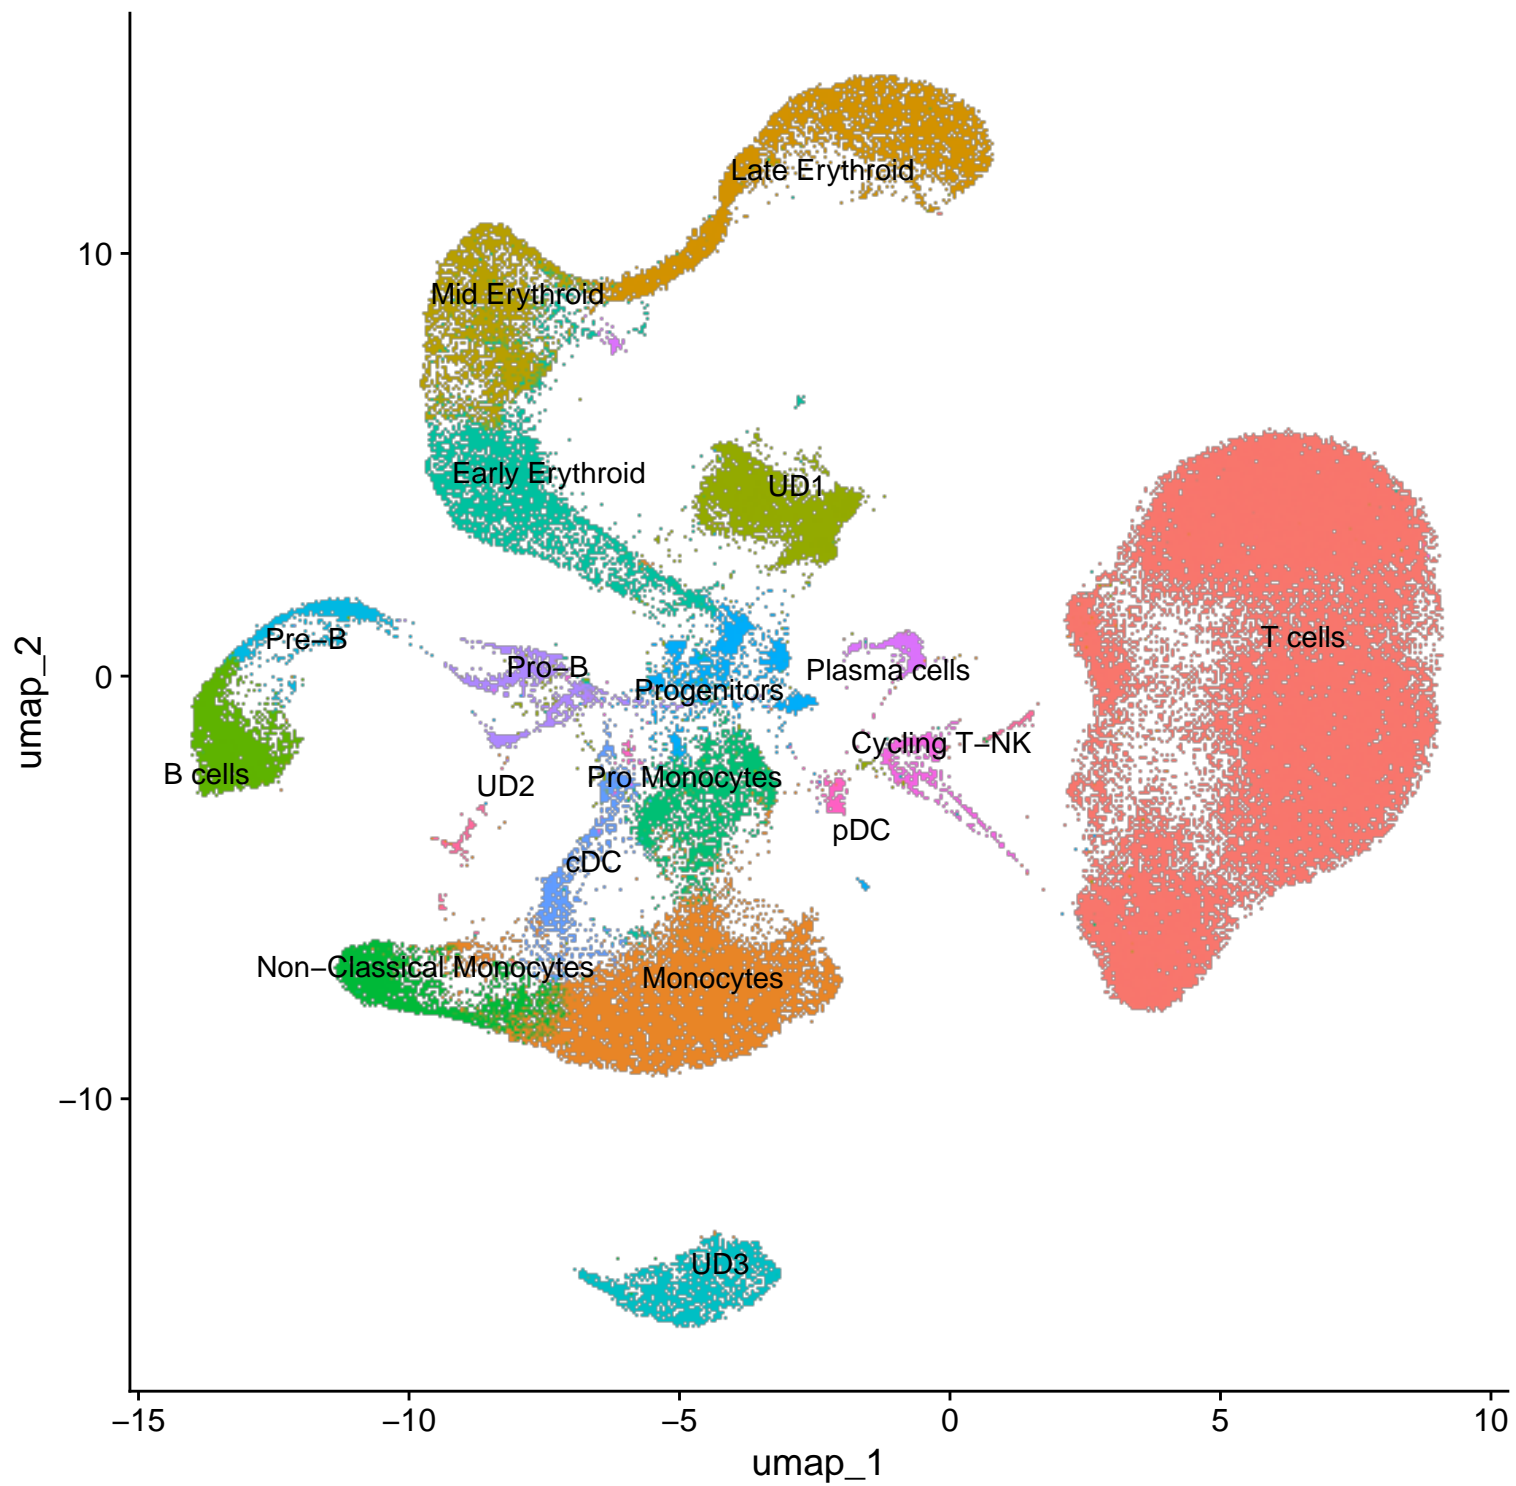 Late Erythroid
10
Mid Erythroid
Early Erythroid
UD1
Pre−B
T cells
Pro−B
Plasma cells
0
Progenitors
umap_2
Cycling T−NK
B cells
Pro Monocytes
UD2
pDC
cDC
Non−Classical Monocytes
Monocytes
−10
UD3
−15
−10
−5
0
5
10
umap_1